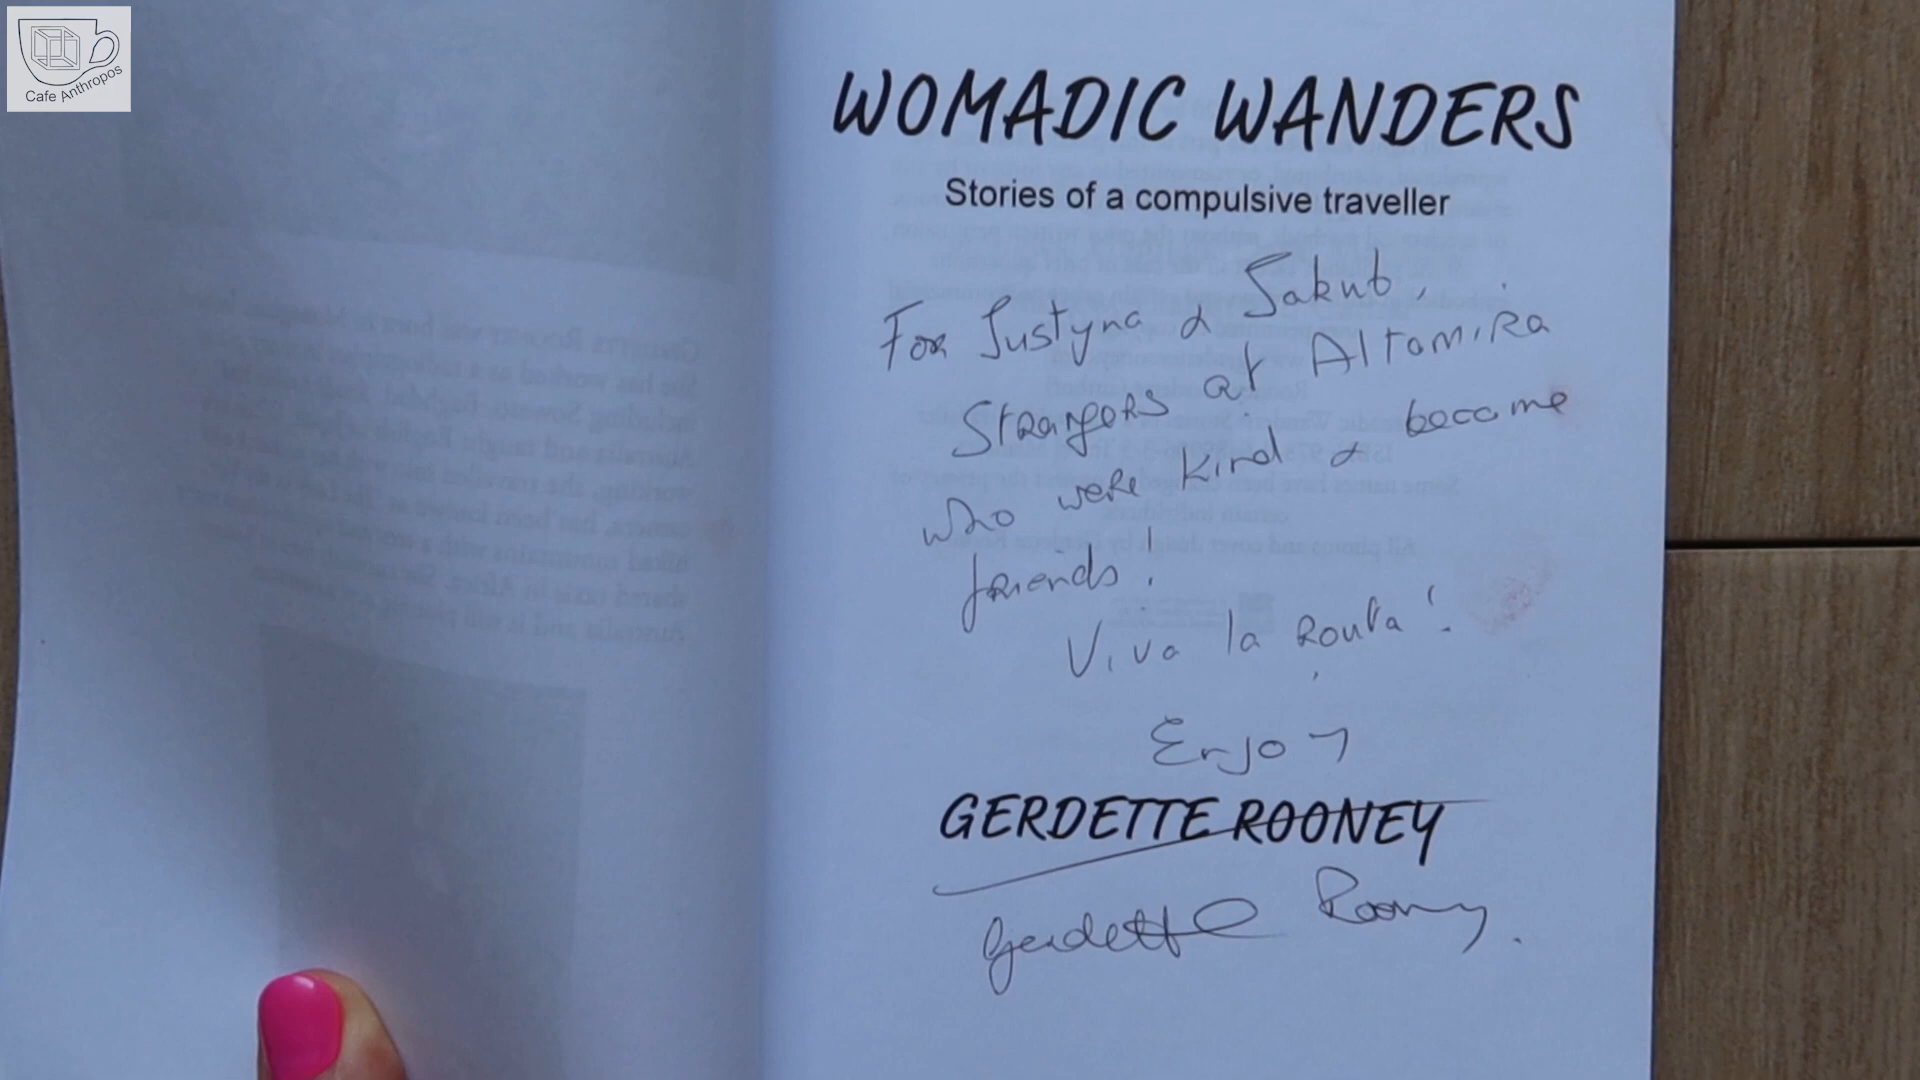 Cafe Anthropos
WOMADIC WANDERS
Stories of a compulsive traveller
For Justyna & Jakub,
Strangers at Altamira
who were kind & become
friends!
Viva la Routa!
Enjoy
GERDETTE ROONEY
Gerdette Rooney.